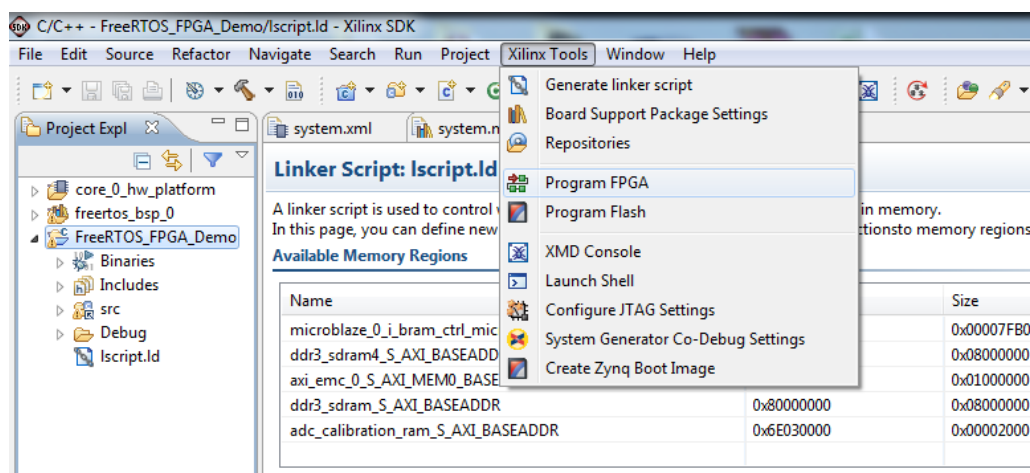 C/C++ - FreeRTOS_FPGA_Demo/lscript.ld - Xilinx SDK
File Edit Source Refactor Navigate Search Run Project Xilinx Tools Window Help
Generate linker script
Board Support Package Settings
Repositories
Program FPGA
Program Flash
XMD Console
Launch Shell
Configure JTAG Settings
System Generator Co-Debug Settings
Create Zynq Boot Image
Project Expl
core_0_hw_platform
freertos_bsp_0
FreeRTOS_FPGA_Demo
Binaries
Includes
src
Debug
lscript.ld
system.xml system.m
Linker Script: lscript.ld
A linker script is used to control in memory.
In this page, you can define new ctionsto memory regions
Available Memory Regions
Name Size
microblaze_0_i_bram_ctrl_mic 0x00007FB0
ddr3_sdram4_S_AXI_BASEADD 0x08000000
axi_emc_0_S_AXI_MEM0_BASE 0x01000000
ddr3_sdram_S_AXI_BASEADDR 0x80000000 0x08000000
adc_calibration_ram_S_AXI_BASEADDR 0x6E030000 0x00002000